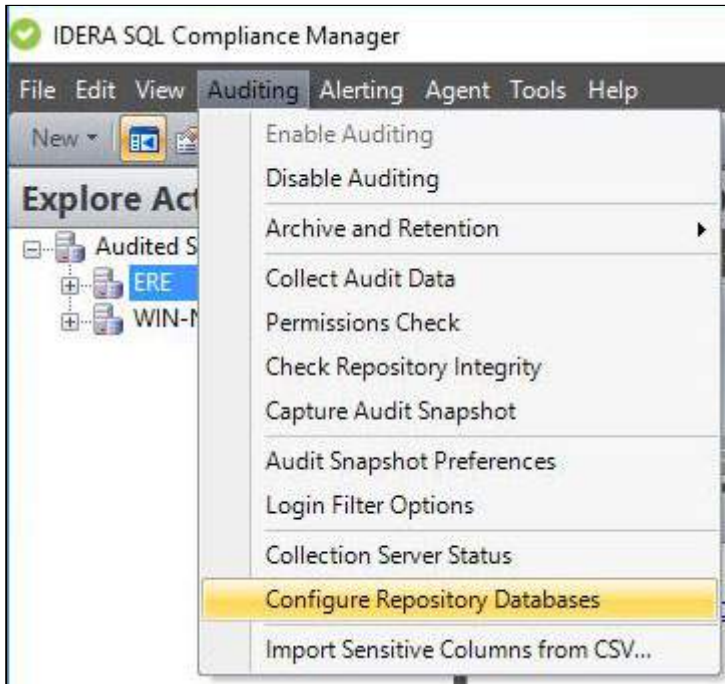 IDERA SQL Compliance Manager
File Edit View Auditing Alerting Agent Tools Help
New
Explore Act
Audited S
ERE
WIN-N
Enable Auditing
Disable Auditing
Archive and Retention
Collect Audit Data
Permissions Check
Check Repository Integrity
Capture Audit Snapshot
Audit Snapshot Preferences
Login Filter Options
Collection Server Status
Configure Repository Databases
Import Sensitive Columns from CSV...